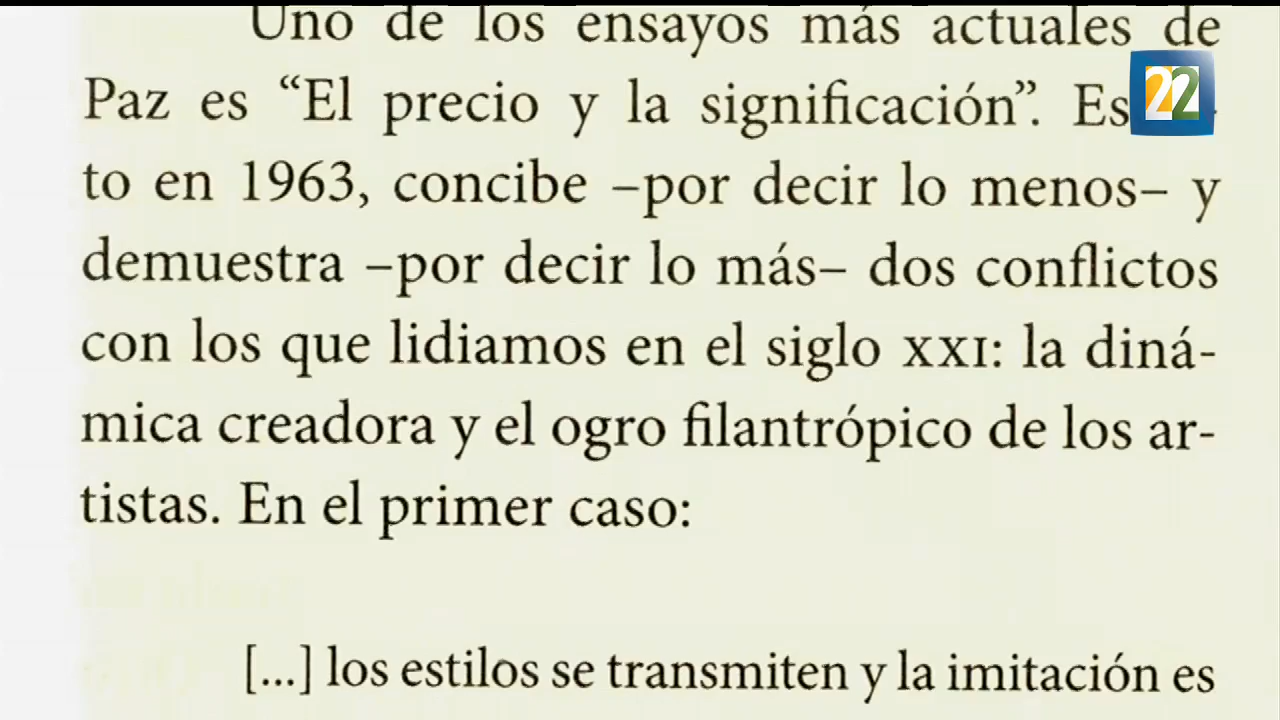 Uno de los ensayos más actuales de
Paz es “El precio y la significación”. Es
22
to en 1963, concibe –por decir lo menos– y
demuestra –por decir lo más– dos conflictos
con los que lidiamos en el siglo XXI: la diná-
mica creadora y el ogro filantrópico de los ar-
tistas. En el primer caso:
[...] los estilos se transmiten y la imitación es